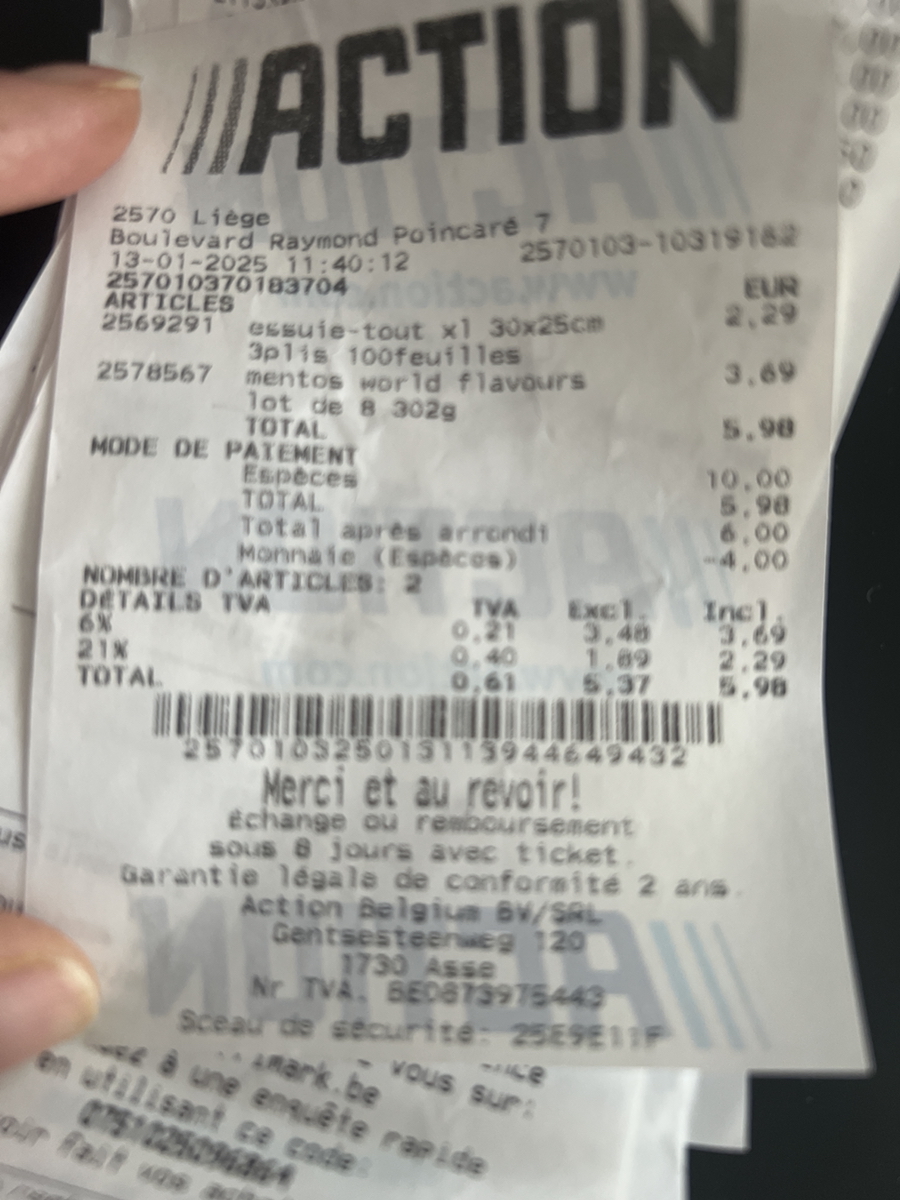 ACTION
2570 Liège
Boulevard Raymond Poincaré 7
13-01-2025 11:40:12 2570103-10319182
257010370183704 EUR
ARTICLES
2569291 essuie-tout x1 30x25cm 2,29
3plis 100feuilles
2578567 mentos world flavours 3,69
lot de 8 302g
TOTAL 5,98
MODE DE PAIEMENT
Espèces 10,00
TOTAL 5,98
Total après arrondi 6,00
Monnaie (Espèces) -4,00
NOMBRE D'ARTICLES: 2
DÉTAILS TVA TVA Excl. Incl.
6% 0,21 3,48 3,69
21% 0,40 1,89 2,29
TOTAL 0,61 5,37 5,98
257010325013113944649432
Merci et au revoir!
Échange ou remboursement
sous 8 jours avec ticket.
Garantie légale de conformité 2 ans.
Action Belgium BV/SRL
Gentsesteenweg 120
1730 Asse
Nr TVA. BE0873975443
Sceau de sécurité: 25E9E11F
vous sur:
à une enquête rapide
en utilisant ce code: